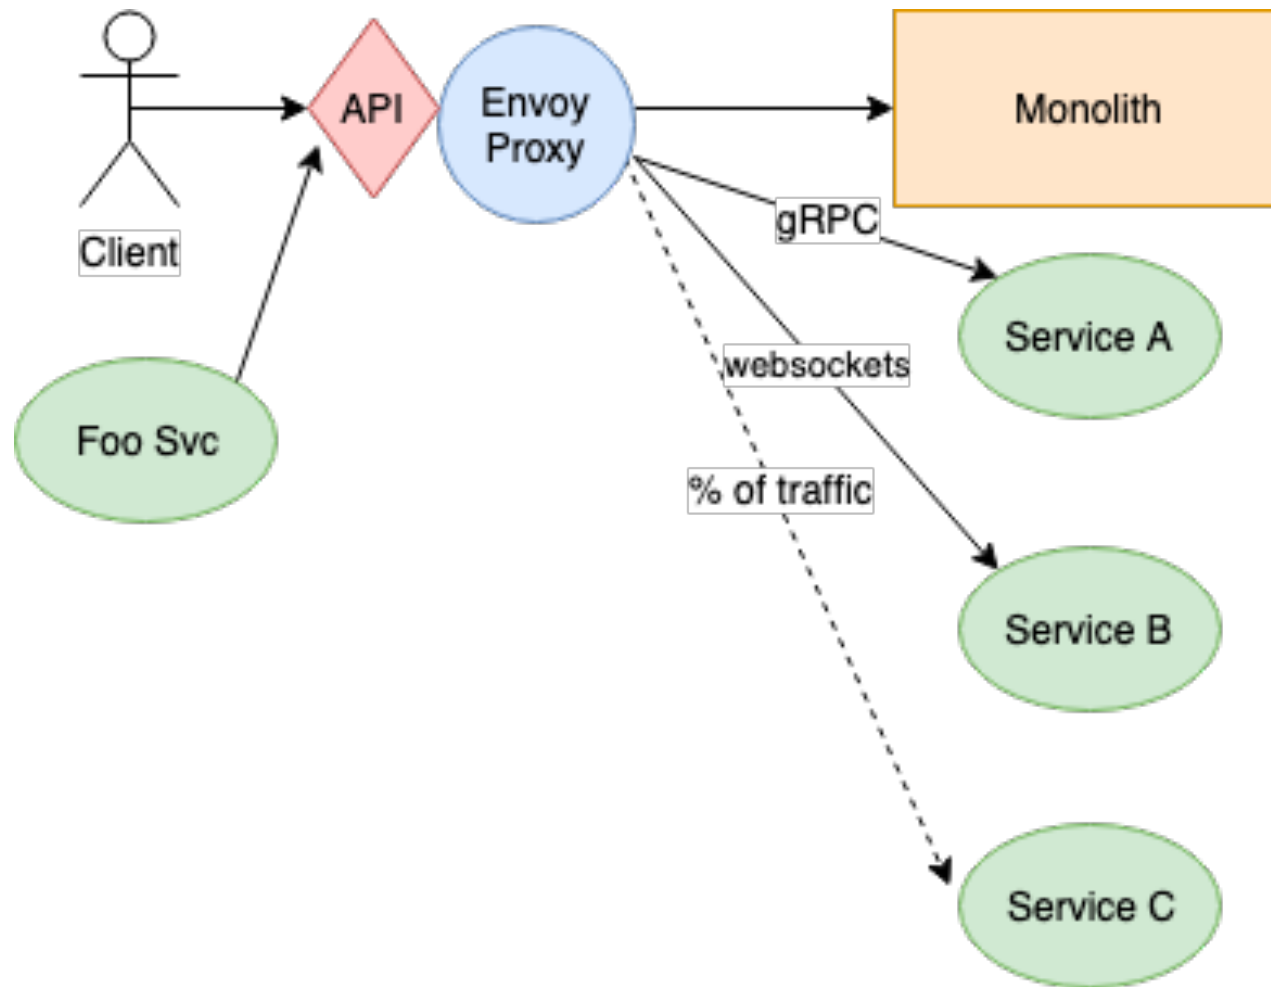 API
Envoy
Proxy
Monolith
gRPC
Client
Service A
websockets
Foo Svc
% of traffic
Service B
Service C